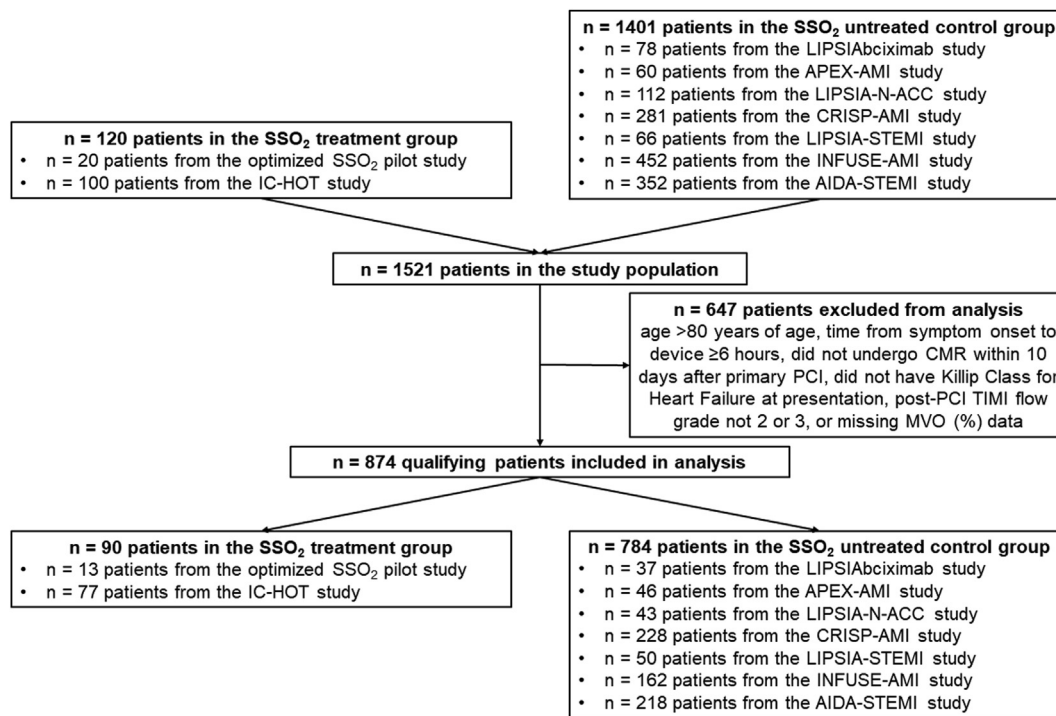 n = 1401 patients in the SSO₂ untreated control group
• n = 78 patients from the LIPSIAbciximab study
• n = 60 patients from the APEX-AMI study
• n = 112 patients from the LIPSIA-N-ACC study
• n = 281 patients from the CRISP-AMI study
• n = 66 patients from the LIPSIA-STEMI study
• n = 452 patients from the INFUSE-AMI study
• n = 352 patients from the AIDA-STEMI study
n = 120 patients in the SSO₂ treatment group
• n = 20 patients from the optimized SSO₂ pilot study
• n = 100 patients from the IC-HOT study
n = 1521 patients in the study population
n = 647 patients excluded from analysis
age >80 years of age, time from symptom onset to
device ≥6 hours, did not undergo CMR within 10
days after primary PCI, did not have Killip Class for
Heart Failure at presentation, post-PCI TIMI flow
grade not 2 or 3, or missing MVO (%) data
n = 874 qualifying patients included in analysis
n = 90 patients in the SSO₂ treatment group
• n = 13 patients from the optimized SSO₂ pilot study
• n = 77 patients from the IC-HOT study
n = 784 patients in the SSO₂ untreated control group
• n = 37 patients from the LIPSIAbciximab study
• n = 46 patients from the APEX-AMI study
• n = 43 patients from the LIPSIA-N-ACC study
• n = 228 patients from the CRISP-AMI study
• n = 50 patients from the LIPSIA-STEMI study
• n = 162 patients from the INFUSE-AMI study
• n = 218 patients from the AIDA-STEMI study